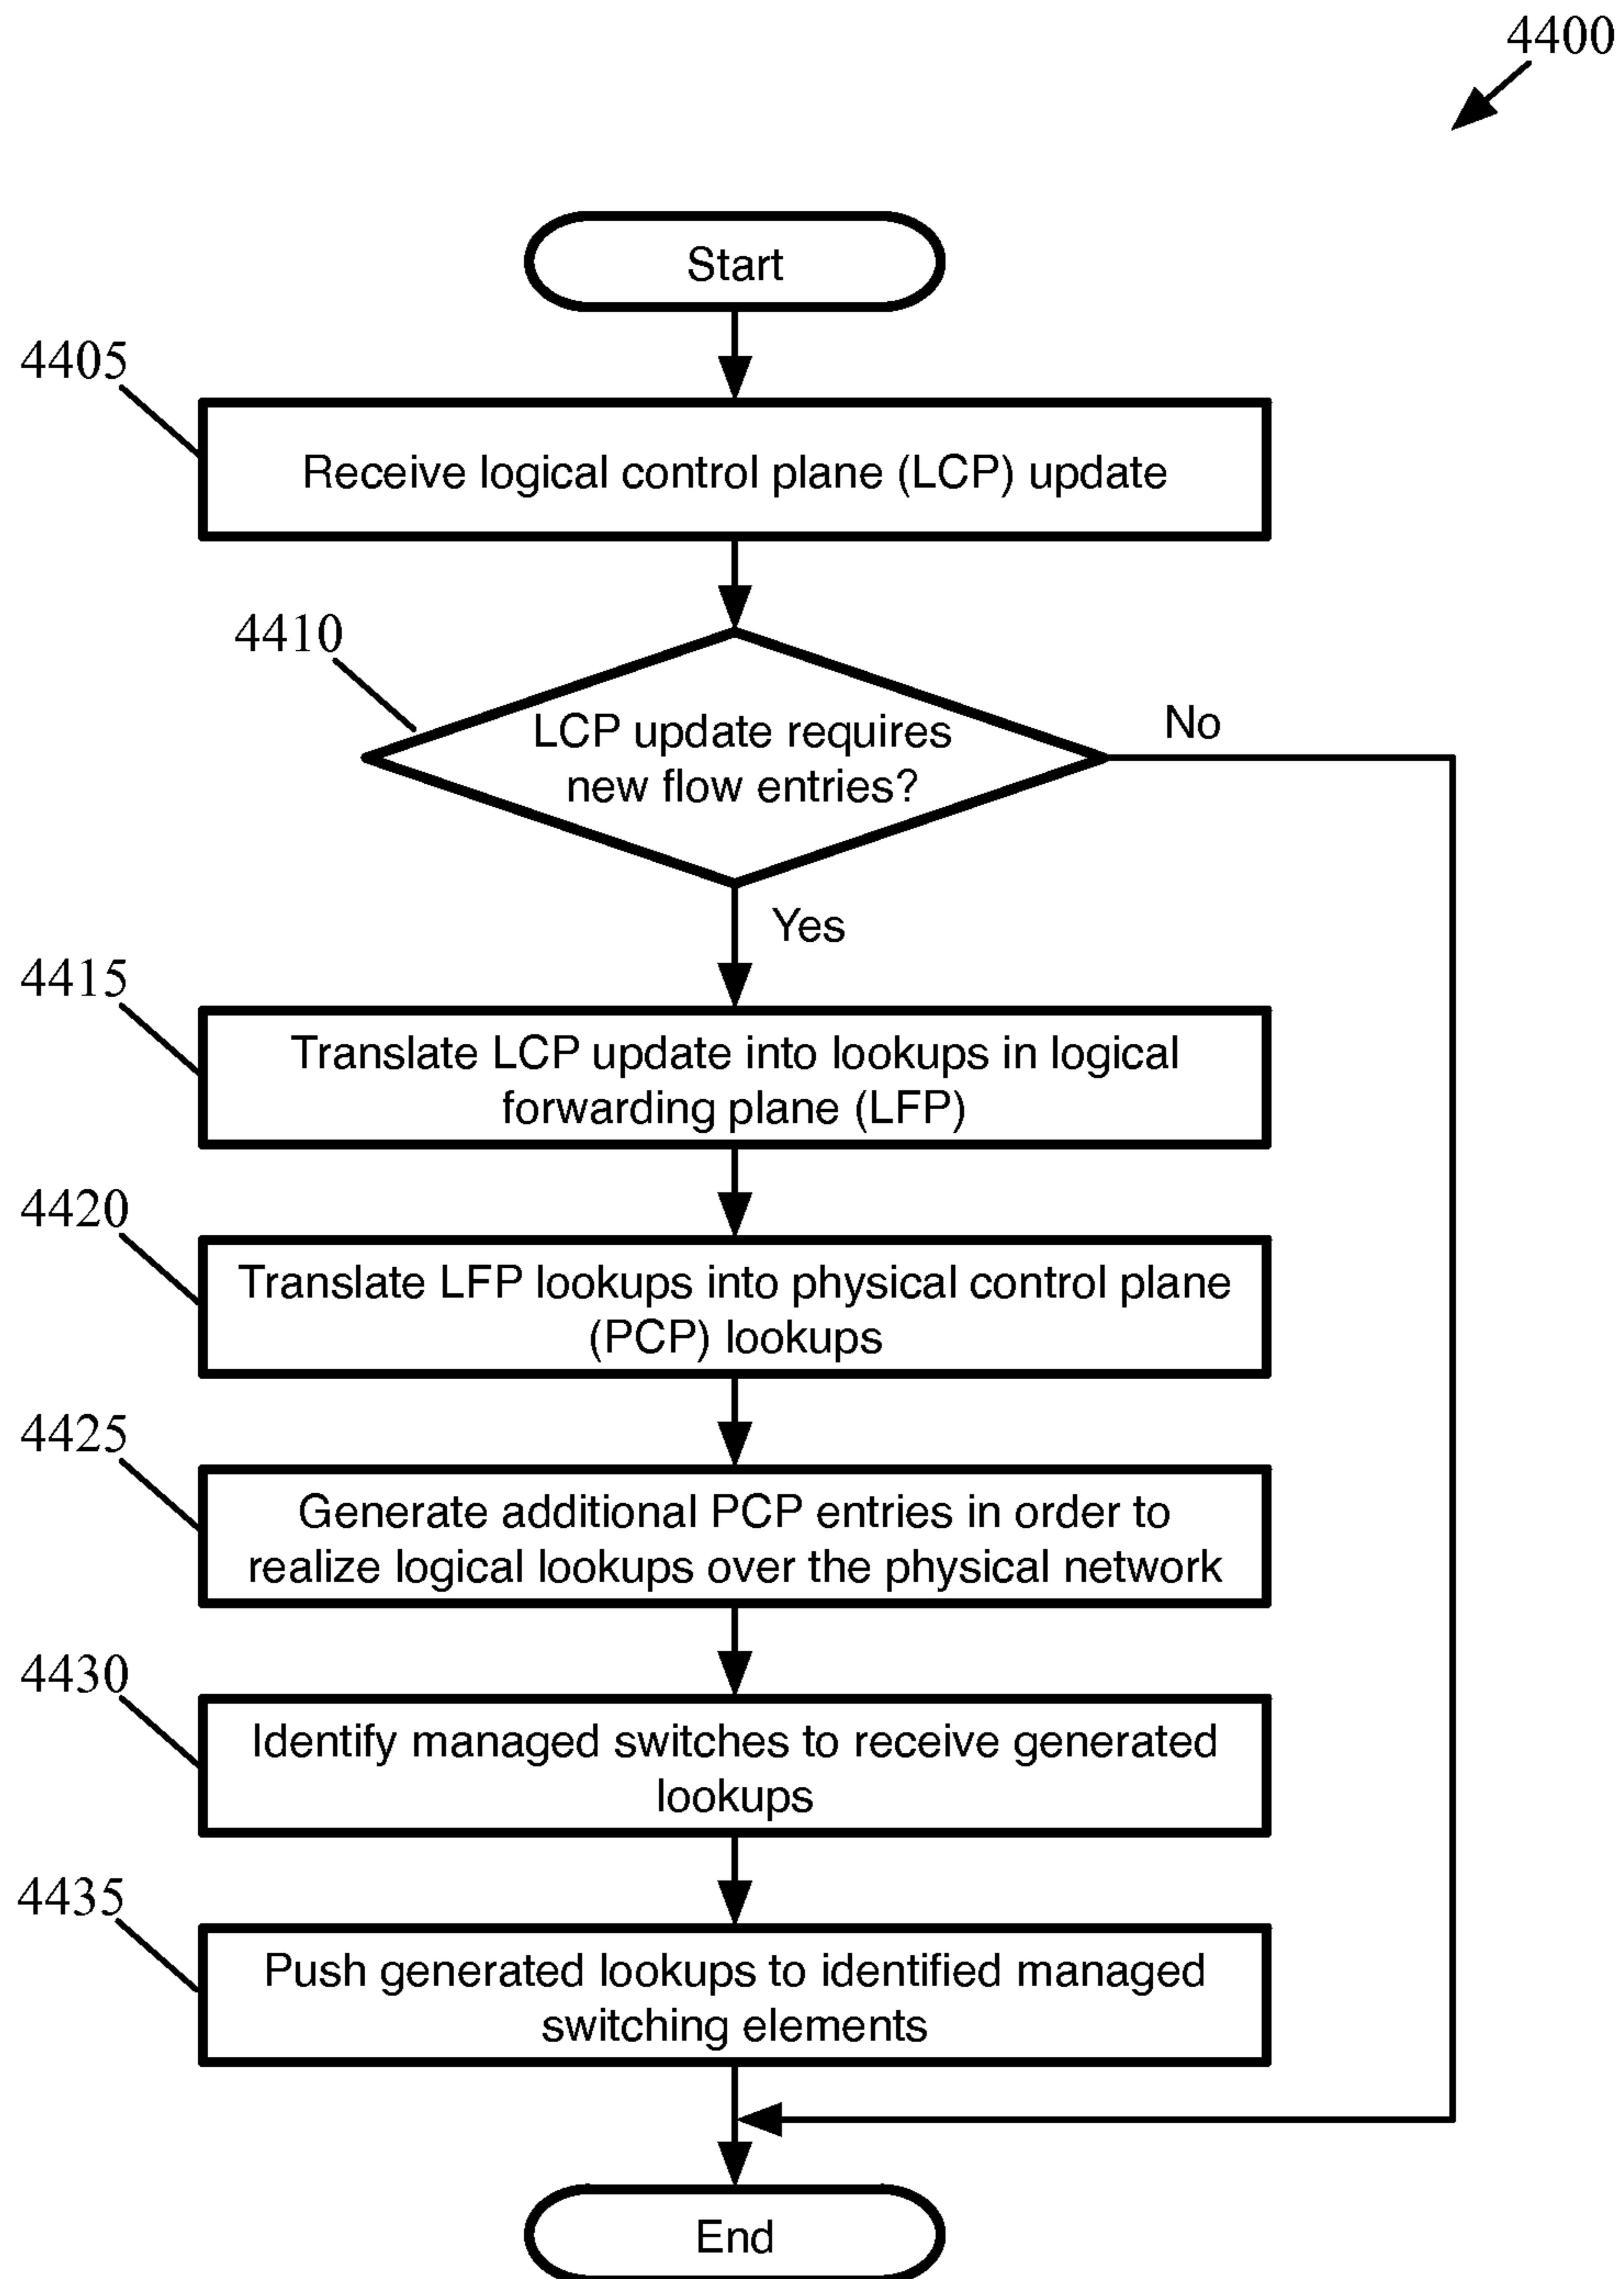 4400
Start
4405
Receive logical control plane (LCP) update
4410
LCP update requires
new flow entries?
No
Yes
4415
Translate LCP update into lookups in logical
forwarding plane (LFP)
4420
Translate LFP lookups into physical control plane
(PCP) lookups
4425
Generate additional PCP entries in order to
realize logical lookups over the physical network
4430
Identify managed switches to receive generated
lookups
4435
Push generated lookups to identified managed
switching elements
End